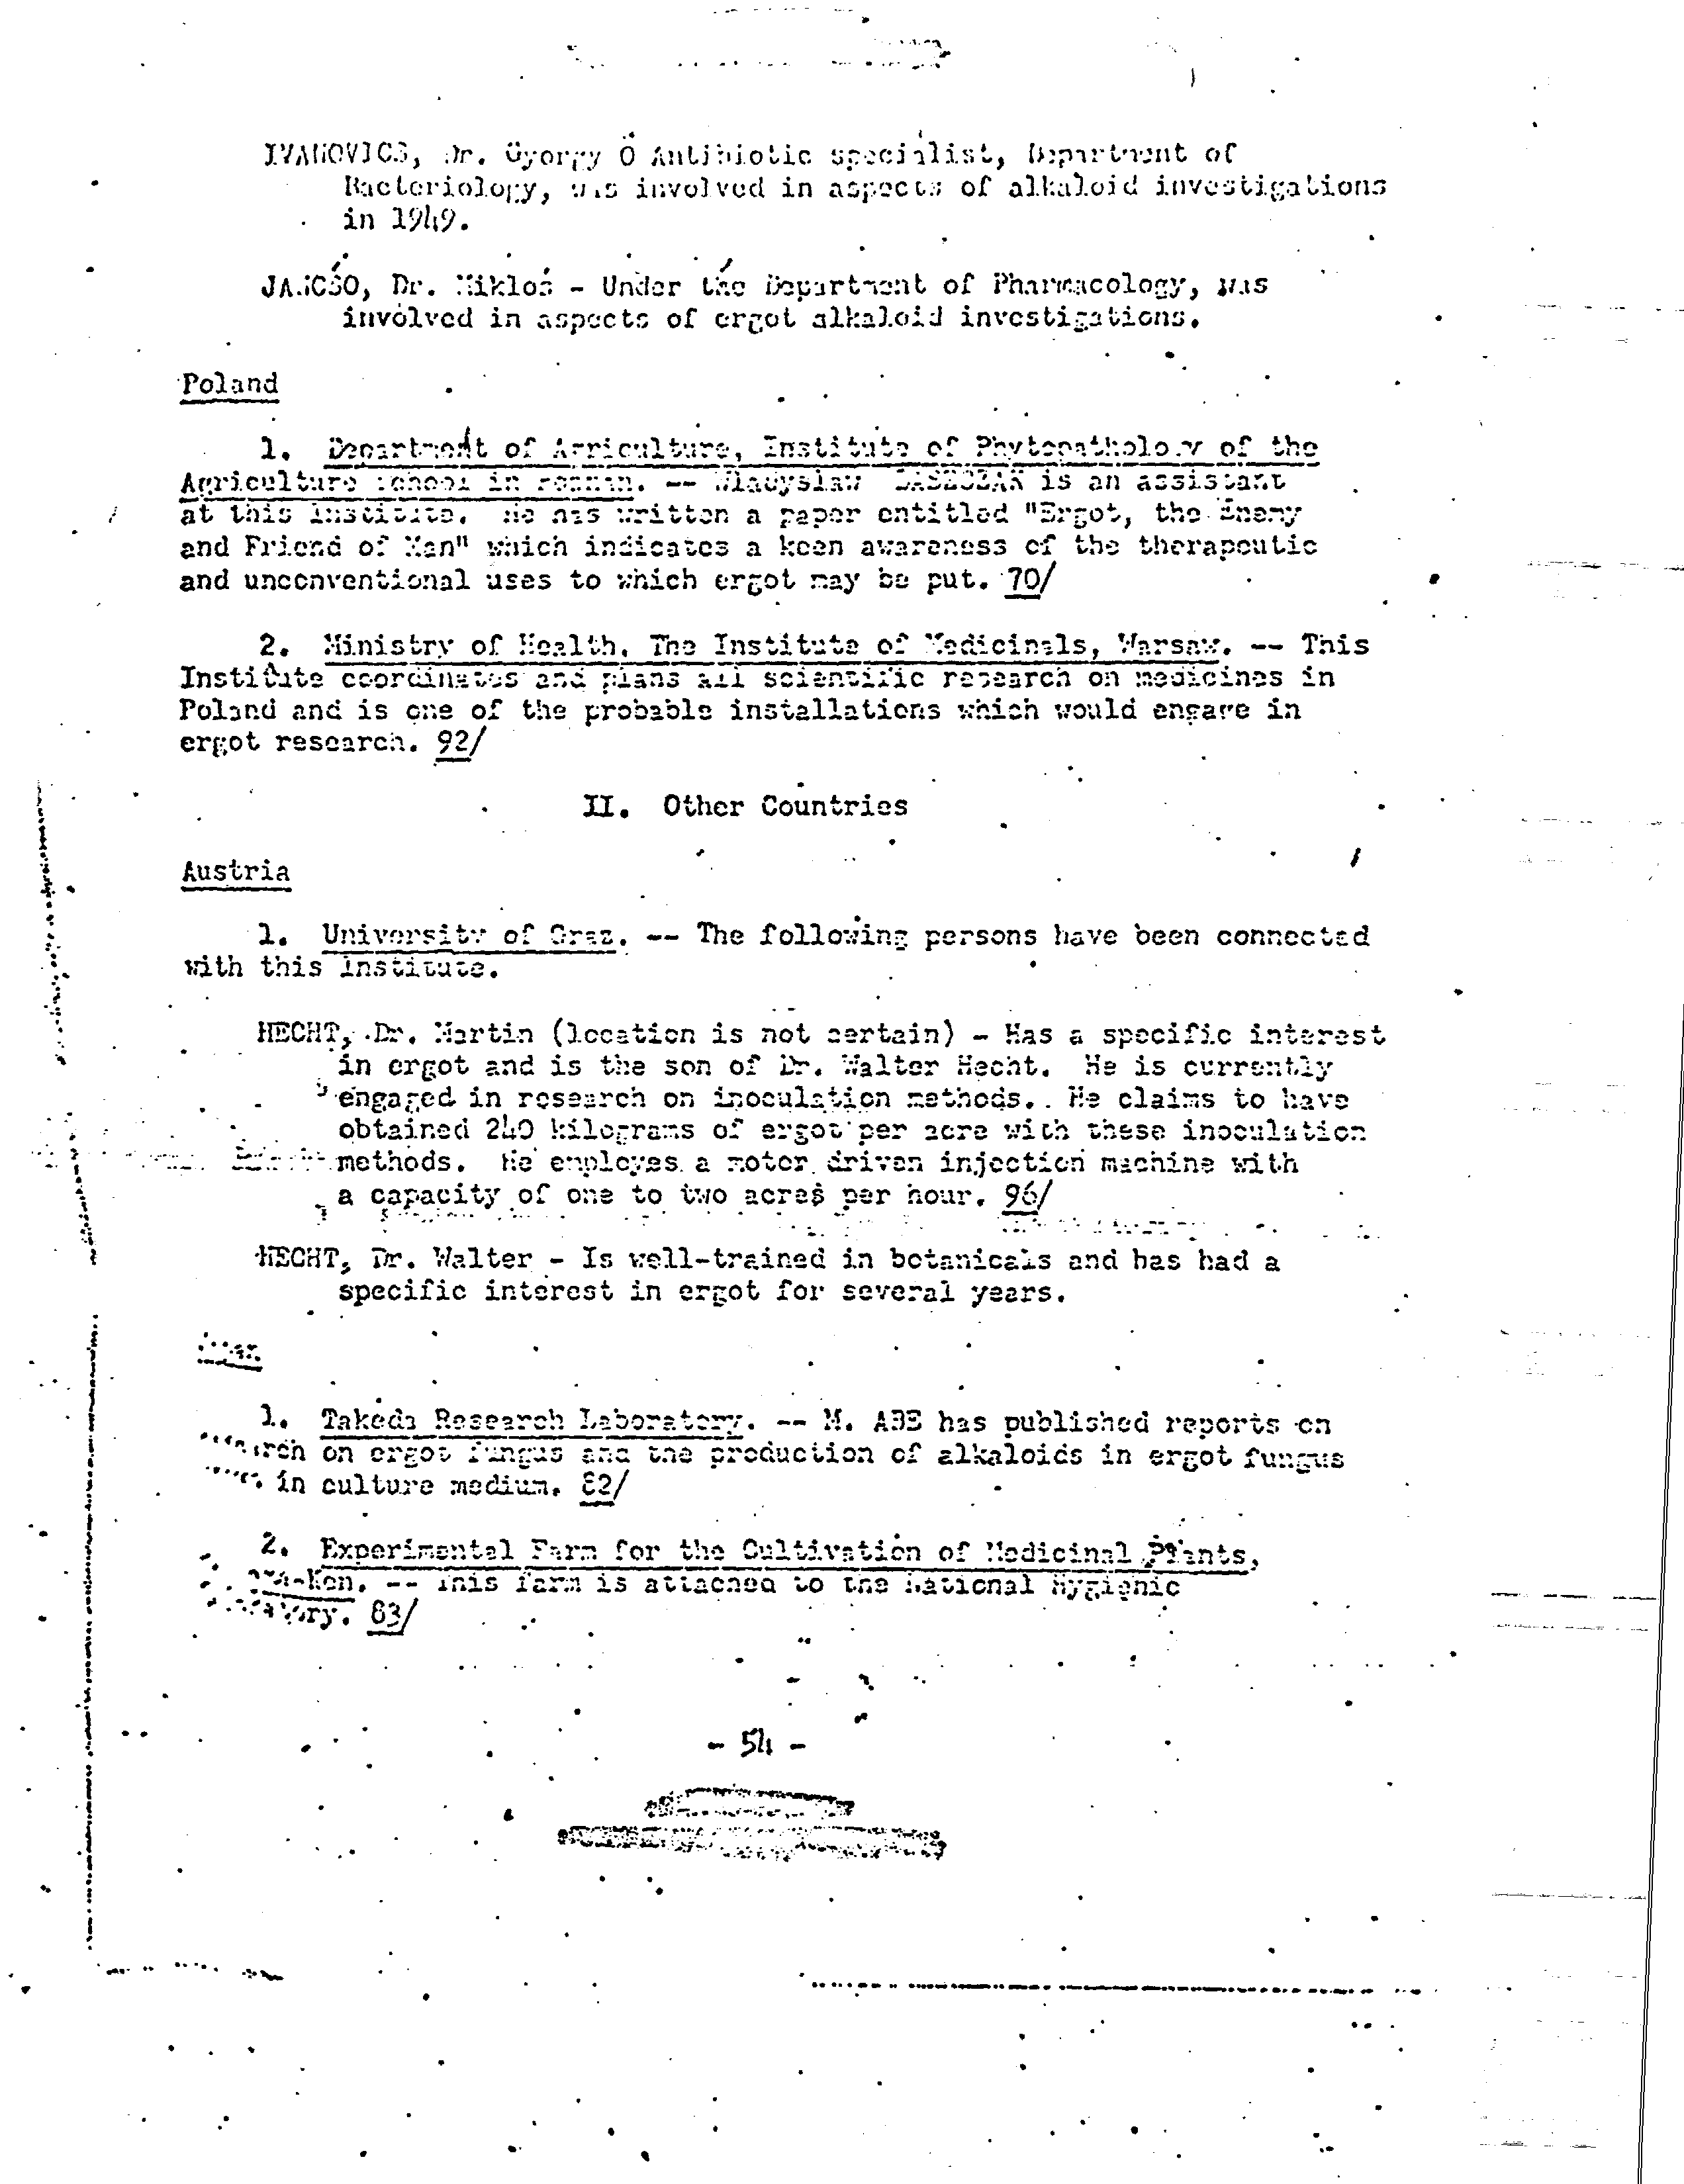 IVANOVICS, Dr. Gyorgy O Antibiotic specialist, Department of
Bacteriology, was involved in aspects of alkaloid investigations
in 1949.
JANCSO, Dr. Miklos - Under the Department of Pharmacology, was
involved in aspects of ergot alkaloid investigations.
Poland
1. Department of Agriculture, Institute of Phytopathology of the
Agriculture School in Poznan. -- Wladyslaw is an assistant
at this institute. He has written a paper entitled "Ergot, the Enemy
and Friend of Man" which indicates a keen awareness of the therapeutic
and unconventional uses to which ergot may be put. 70/
2. Ministry of Health, The Institute of Medicinals, Warsaw. -- This
Institute coordinates and plans all scientific research on medicines in
Poland and is one of the probable installations which would engage in
ergot research. 92/
II. Other Countries
Austria
1. University of Graz. -- The following persons have been connected
with this institute.
HECHT, Dr. Martin (location is not certain) - Has a specific interest
in ergot and is the son of Dr. Walter Hecht. He is currently
engaged in research on inoculation methods. He claims to have
obtained 240 kilograms of ergot per acre with these inoculation
methods. He employes a motor driven injection machine with
a capacity of one to two acres per hour. 96/
HECHT, Dr. Walter - Is well-trained in botanicals and has had a
specific interest in ergot for several years.
1. Takeda Research Laboratory. -- M. ABE has published reports on
on ergot fungus and the production of alkaloids in ergot fungus
in culture medium. 82/
2. Experimental Farm for the Cultivation of Medicinal Plants,
-- This farm is attached to the National Hygienic
83/
- 54 -